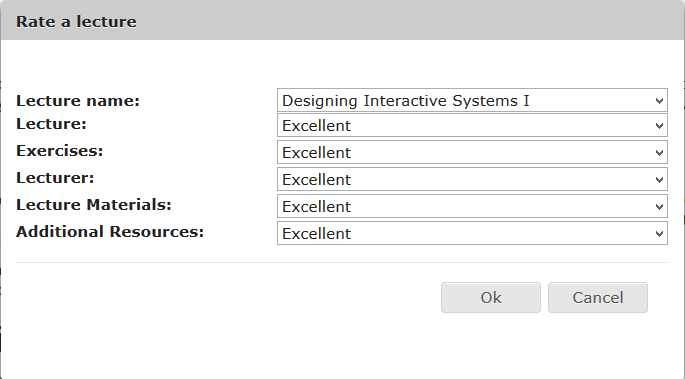 Rate a lecture
Lecture name: Designing Interactive Systems I
Lecture: Excellent
Exercises: Excellent
Lecturer: Excellent
Lecture Materials: Excellent
Additional Resources: Excellent
Ok Cancel